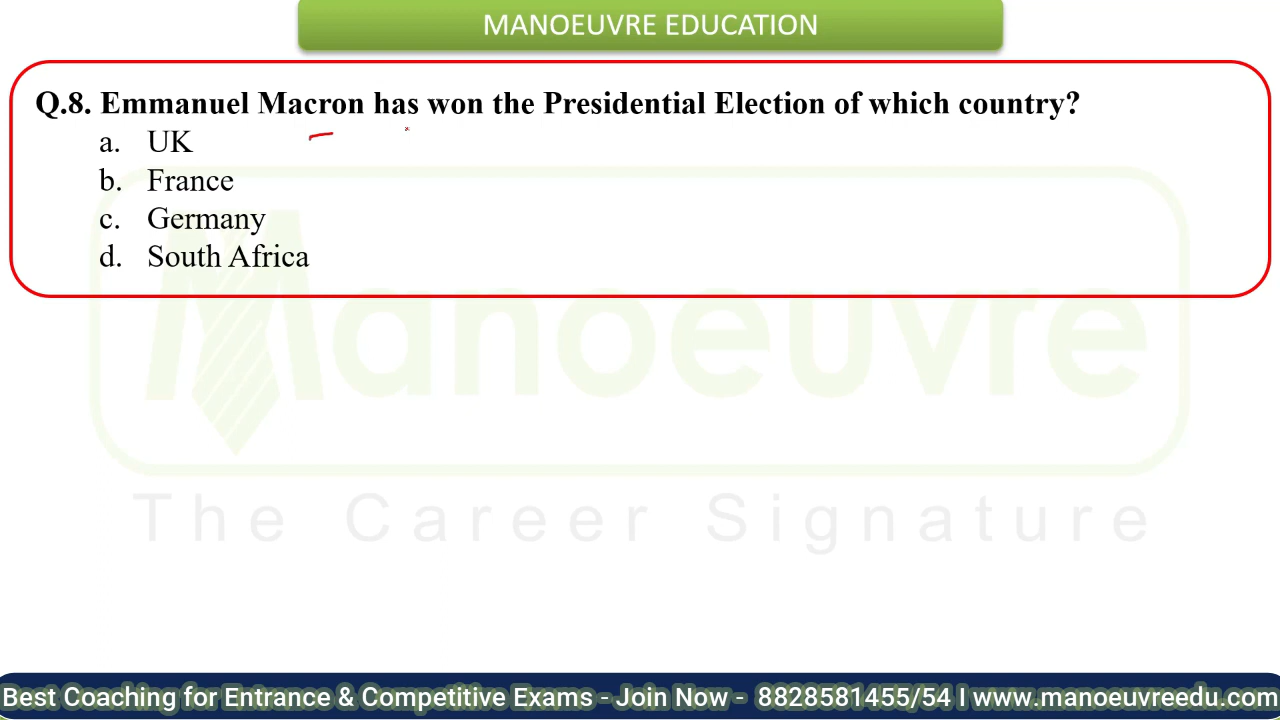 MANOEUVRE EDUCATION
Q.8. Emmanuel Macron has won the Presidential Election of which country?
a. UK
b. France
c. Germany
d. South Africa
Manoeuvre
The Career Signature
Best Coaching for Entrance & Competitive Exams - Join Now - 8828581455/54 I www.manoeuvreedu.com